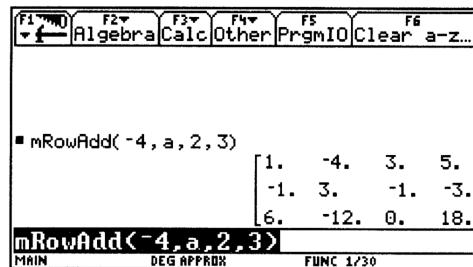 F1 F2 F3 F4 F5 F6
Algebra Calc Other PrgmIO Clear a-z…
▪ mRowAdd(⁻4, a, 2, 3)
[1. -4. 3. 5.
-1. 3. -1. -3.
6. -12. 0. 18.
mRowAdd(⁻4,a,2,3)
MAIN DEG APPROX FUNC 1/30